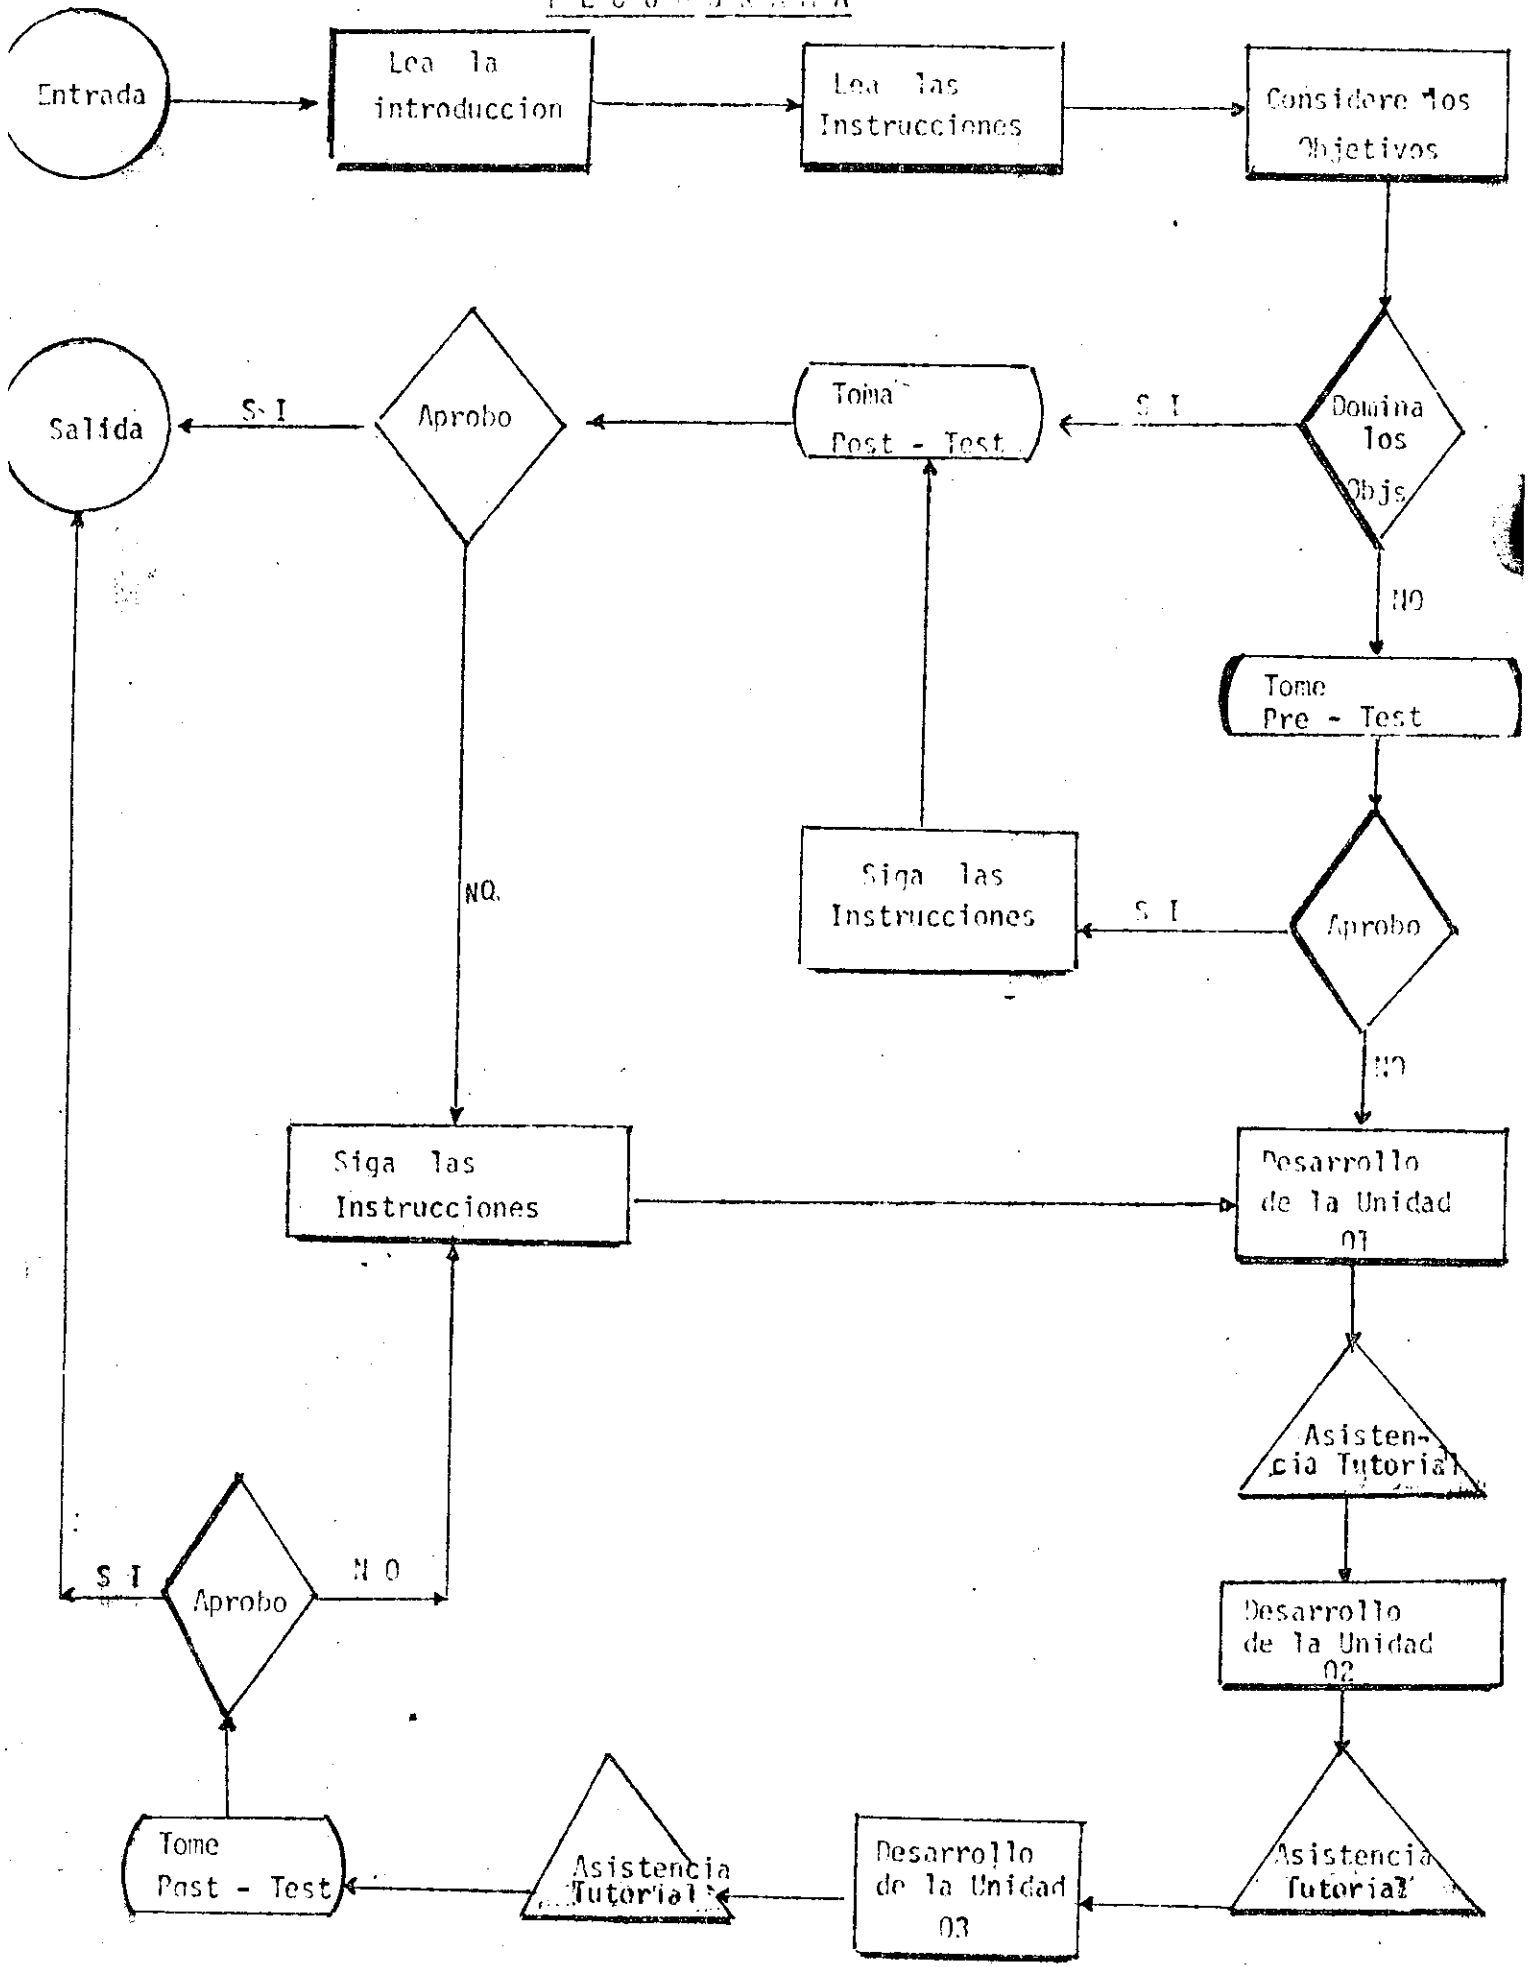 Entrada
Lea la
introduccion
Lea las
Instrucciones
Considere los
Objetivos
Salida
S I
Aprobo
Toma
Post - Test
S I
Domina
los
Objs
NO
Tome
Pre - Test
NO.
Siga las
Instrucciones
S I
Aprobo
NO
Siga las
Instrucciones
Desarrollo
de la Unidad
01
Asisten-
cia Tutorial
S I
Aprobo
N O
Desarrollo
de la Unidad
02
Tome
Post - Test
Asistencia
Tutorial
Desarrollo
de la Unidad
03
Asistencia
Tutorial